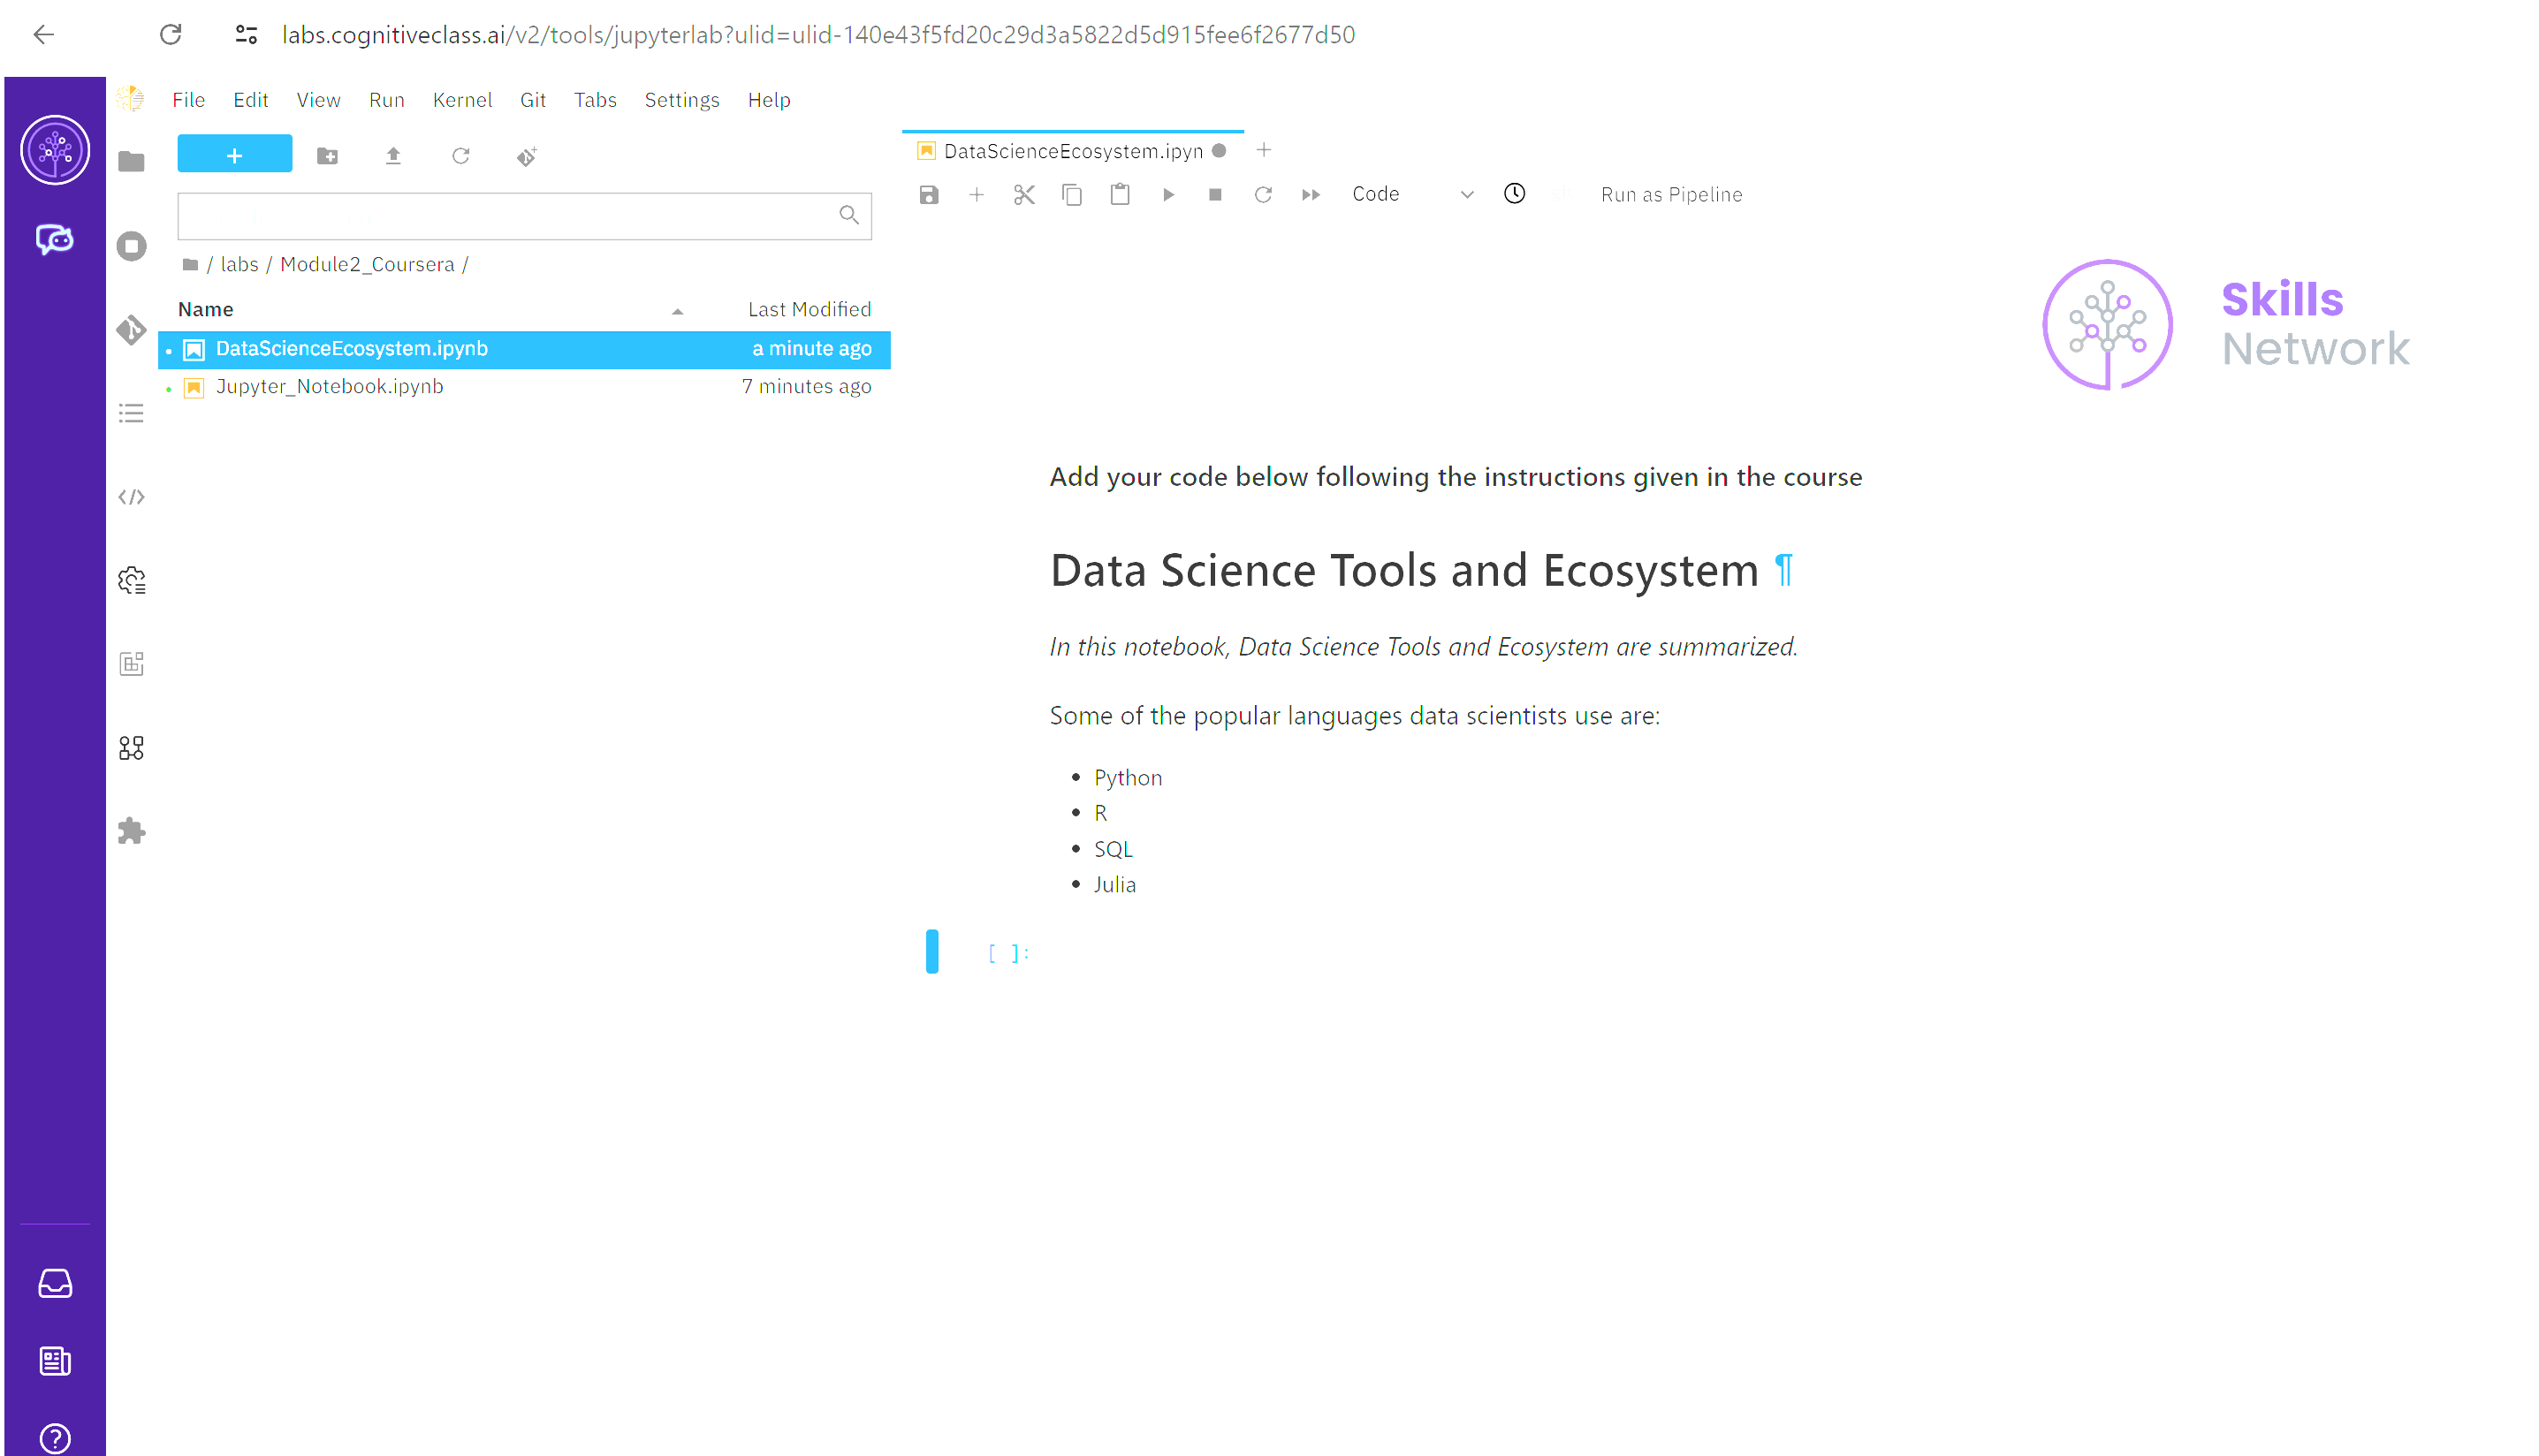 labs.cognitiveclass.ai/v2/tools/jupyterlab?ulid=ulid-140e43f5fd20c29d3a5822d5d915fee6f2677d50
File Edit View Run Kernel Git Tabs Settings Help
DataScienceEcosystem.ipyn
Code Run as Pipeline
/ labs / Module2_Coursera /
Name Last Modified
DataScienceEcosystem.ipynb a minute ago
Jupyter_Notebook.ipynb 7 minutes ago
Skills
Network
Add your code below following the instructions given in the course
Data Science Tools and Ecosystem ¶
In this notebook, Data Science Tools and Ecosystem are summarized.
Some of the popular languages data scientists use are:
• Python
• R
• SQL
• Julia
[ ]: